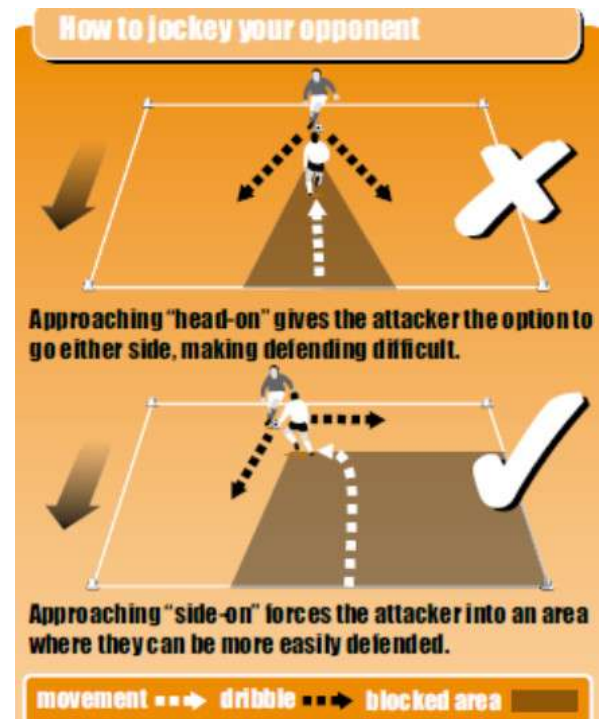 How to jockey your opponent
Approaching "head-on" gives the attacker the option to
go either side, making defending difficult.
Approaching "side-on" forces the attacker into an area
where they can be more easily defended.
movement dribble blocked area